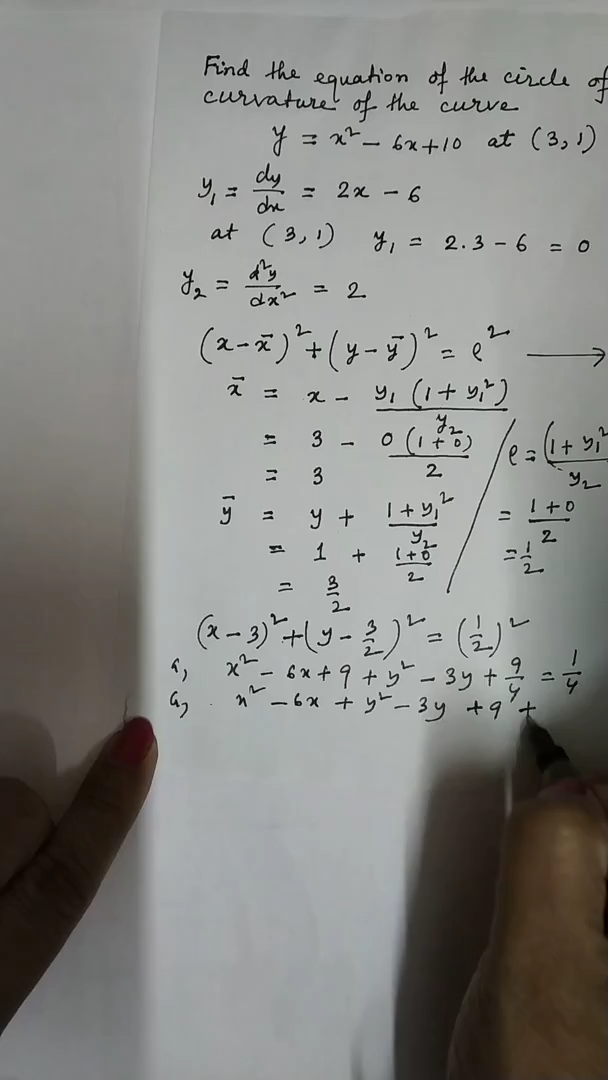 Find the equation of the circle of
curvature of the curve
y = x² − 6x + 10 at (3, 1)
y₁ = dy/dx = 2x − 6
at (3, 1) y₁ = 2.3 − 6 = 0
y₂ = d²y/dx² = 2
(x − x̄)² + (y − ȳ)² = ρ² ⟶
x̄ = x − y₁ (1 + y₁²)/y₂
= 3 − 0 (1 + 0)/2
= 3
ρ = (1 + y₁²/y₂
= (1 + 0)/2
= 1/2
ȳ = y + (1 + y₁²)/y₂
= 1 + (1 + 0)/2
= 3/2
(x − 3)² + (y − 3/2)² = (1/2)²
x² − 6x + 9 + y² − 3y + 9/4 = 1/4
x² − 6x + y² − 3y + 9 +